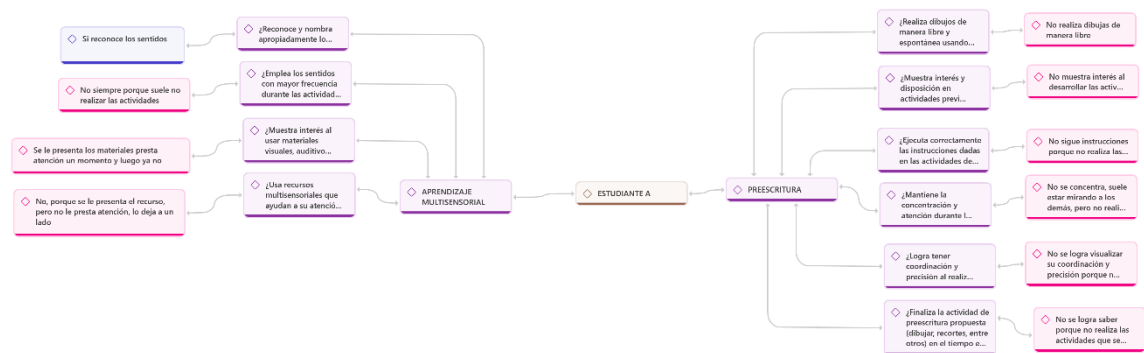 Si reconoce los sentidos
¿Reconoce y nombra
apropiadamente lo...
No siempre porque suele no
realizar las actividades
¿Emplea los sentidos
con mayor frecuencia
durante las actividad...
Se le presenta los materiales presta
atención un momento y luego ya no
¿Muestra interés al
usar materiales
visuales, auditivo...
No, porque se le presenta el recurso,
pero no le presta atención, lo deja a un
lado
¿Usa recursos
multisensoriales que
ayudan a su atenció...
APRENDIZAJE
MULTISENSORIAL
ESTUDIANTE A
PREESCRITURA
¿Realiza dibujos de
manera libre y
espontánea usando...
No realiza dibujas de
manera libre
¿Muestra interés y
disposición en
actividades previ...
No muestra interés al
desarrollar las activ...
¿Ejecuta correctamente
las instrucciones dadas
en las actividades de...
No sigue instrucciones
porque no realiza las...
¿Mantiene la
concentración y
atención durante l...
No se concentra, suele
estar mirando a los
demás, pero no reali...
¿Logra tener
coordinación y
precisión al realiz...
No se logra visualizar
su coordinación y
precisión porque n...
¿Finaliza la actividad de
preescritura propuesta
(dibujar, recortes, entre
otros) en el tiempo e...
No se logra saber
porque no realiza las
actividades que se...